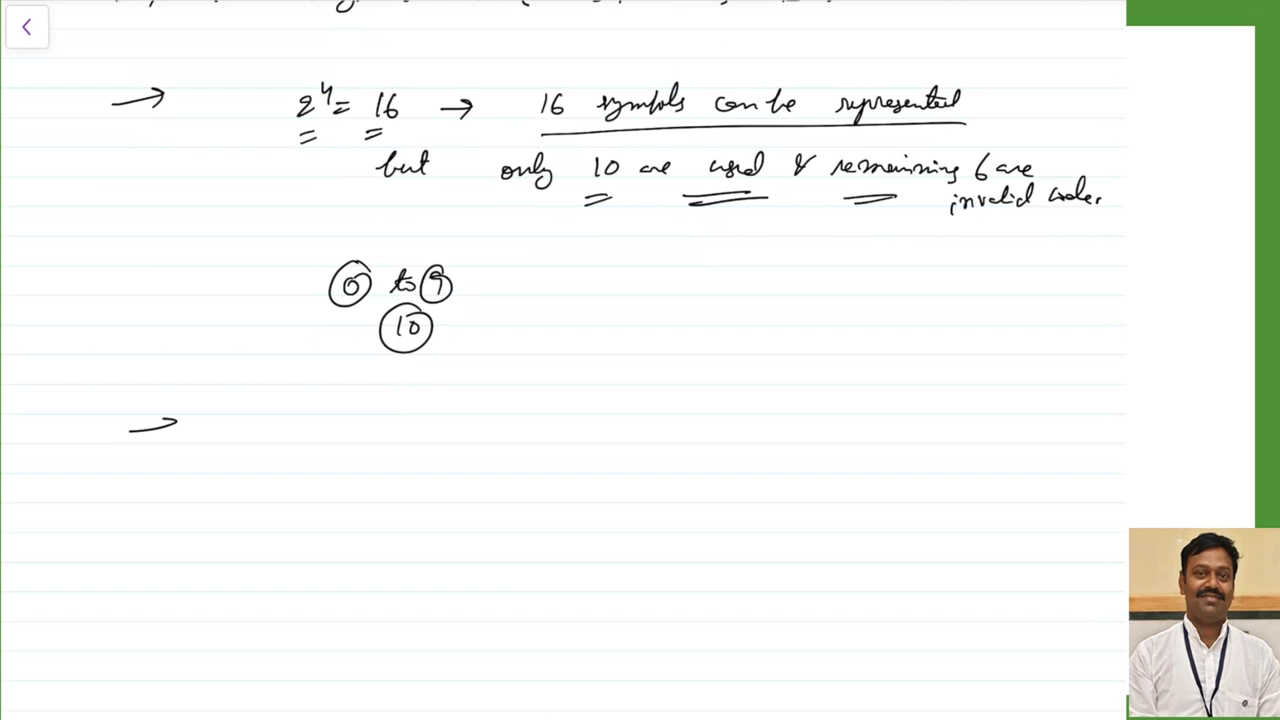 → 2⁴ = 16 → 16 symbols can be represented
but only 10 are used & remaining 6 are
invalid codes.
0 to 9
10